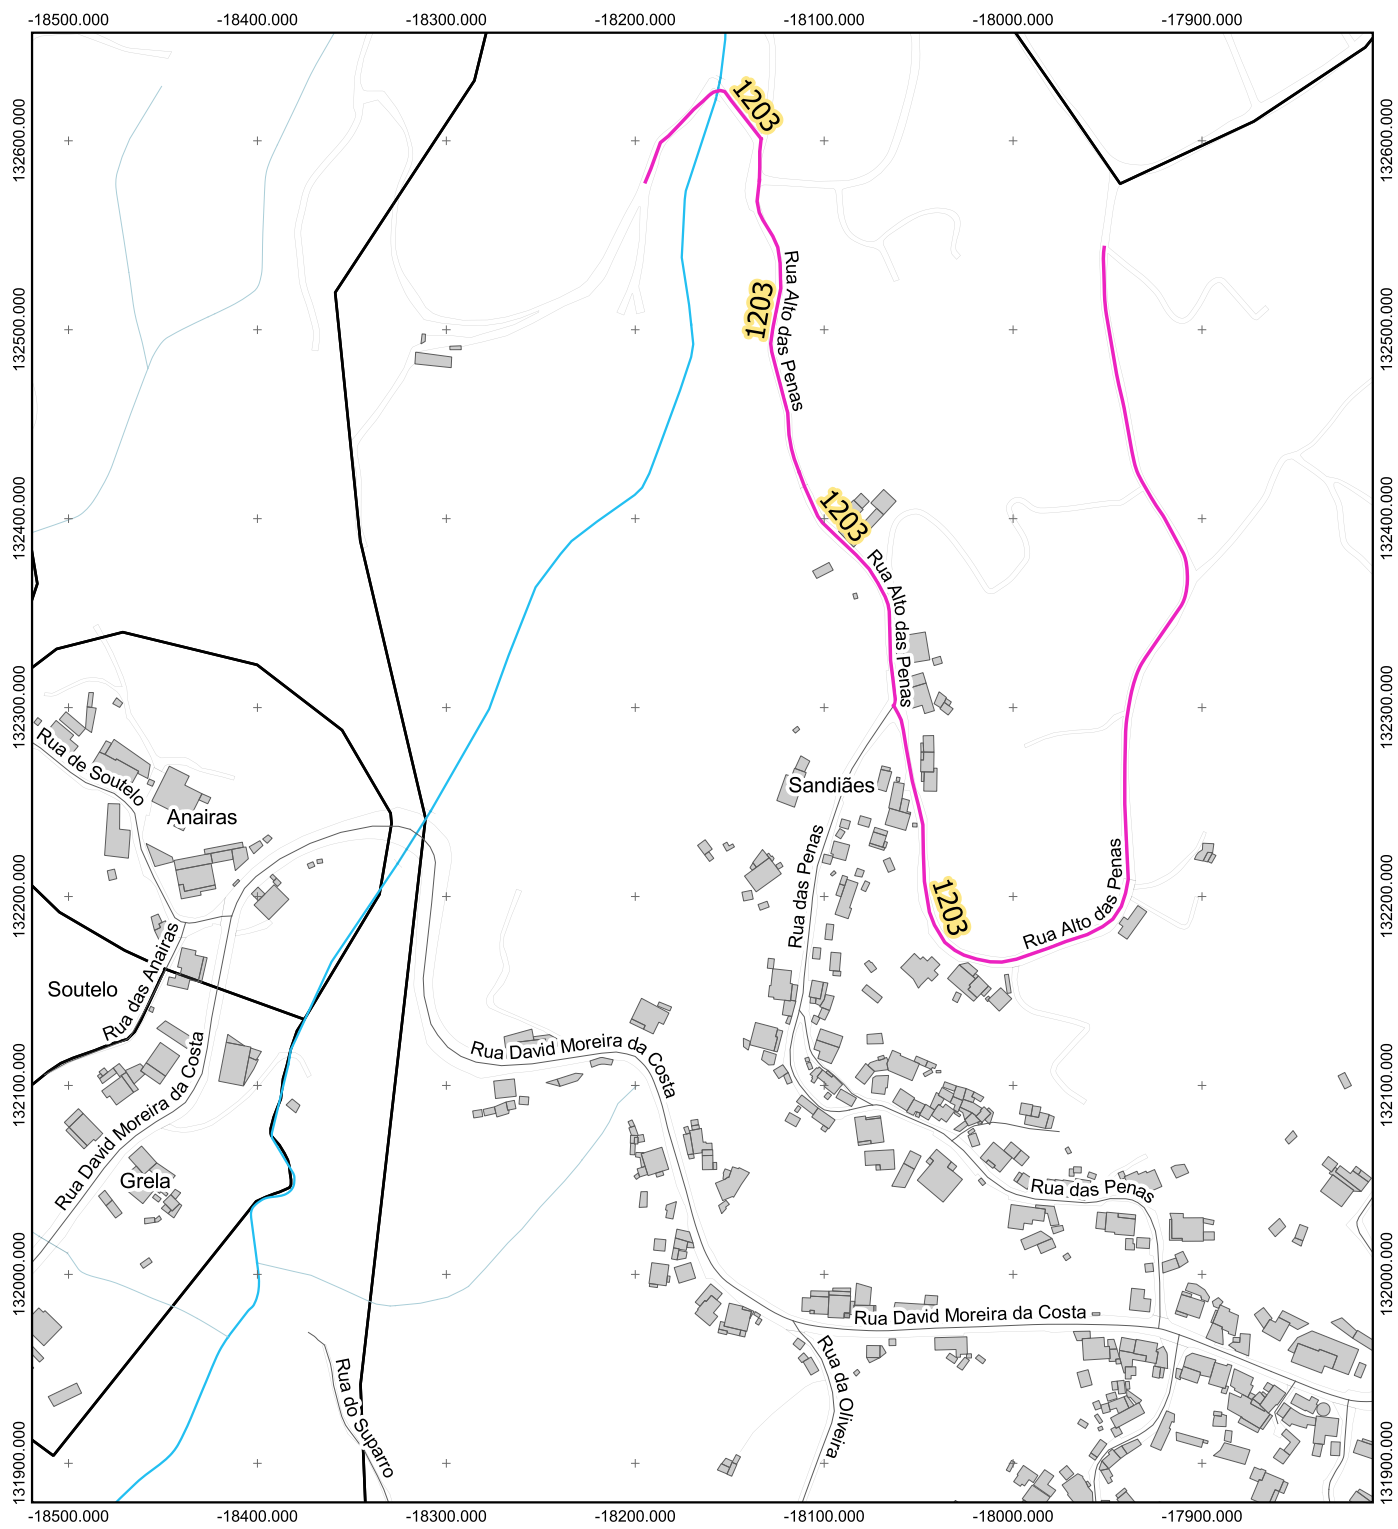 -18500.000 -18400.000 -18300.000 -18200.000 -18100.000 -18000.000 -17900.000
132600.000
132600.000
1203
Rua Alto das Penas
1203
132500.000
132500.000
1203
132400.000
132400.000
Rua Alto das Penas
132300.000
132300.000
Rua de Soutelo
Anairas
Sandiães
Rua das Penas
1203
Rua Alto das Penas
132200.000
132200.000
Rua das Anairas
Soutelo
Rua David Moreira da Costa
Rua David Moreira da Costa
132100.000
132100.000
Grela
Rua das Penas
132000.000
132000.000
Rua David Moreira da Costa
Rua da Oliveira
Rua do Suparro
131900.000
131900.000
-18500.000 -18400.000 -18300.000 -18200.000 -18100.000 -18000.000 -17900.000